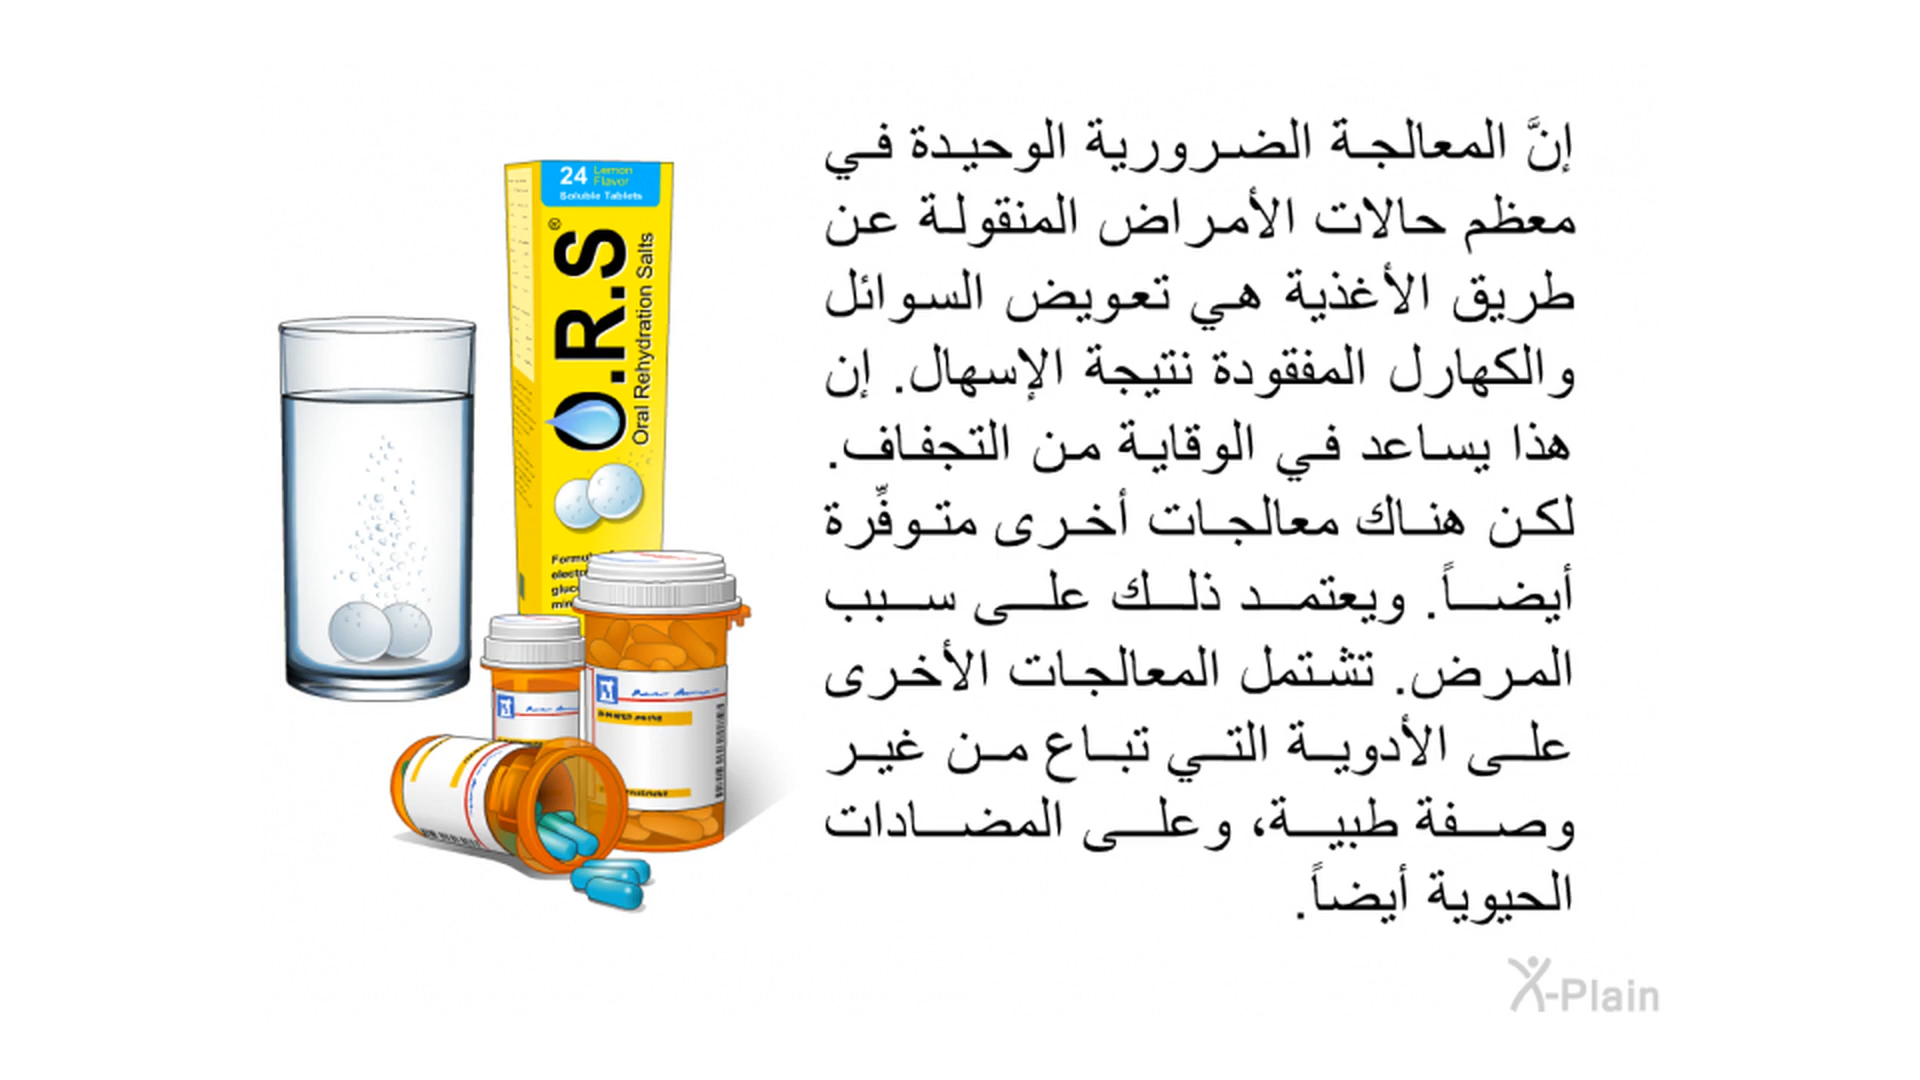 إنَّ المعالجة الضرورية الوحيدة في
معظم حالات الأمراض المنقولة عن
طريق الأغذية هي تعويض السوائل
والكهارل المفقودة نتيجة الإسهال. إن
هذا يساعد في الوقاية من التجفاف.
لكن هناك معالجات أخرى متوفِّرة
أيضاً. ويعتمد ذلك على سبب
المرض. تشتمل المعالجات الأخرى
على الأدوية التي تباع من غير
وصفة طبية، وعلى المضادات
الحيوية أيضاً.
24 Lemon Flavor
Soluble Tablets
O.R.S®
Oral Rehydration Salts
X-Plain